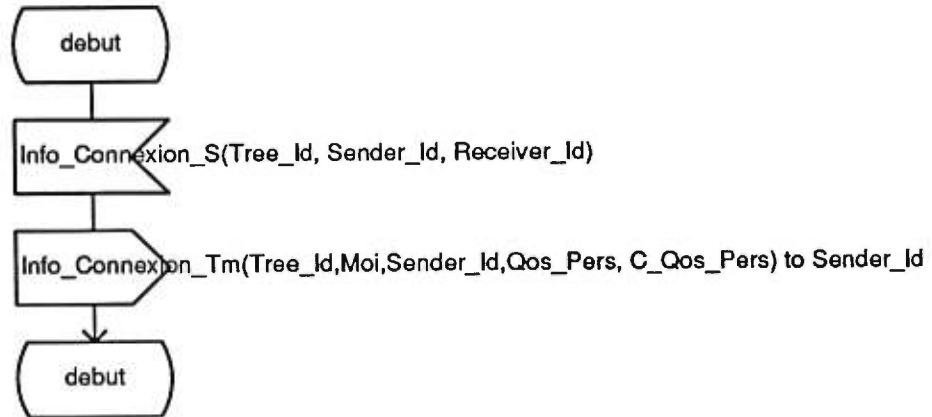 debut
Info_Connexion_S(Tree_Id, Sender_Id, Receiver_Id)
Info_Connexion_Tm(Tree_Id,Moi,Sender_Id,Qos_Pers, C_Qos_Pers) to Sender_Id
debut